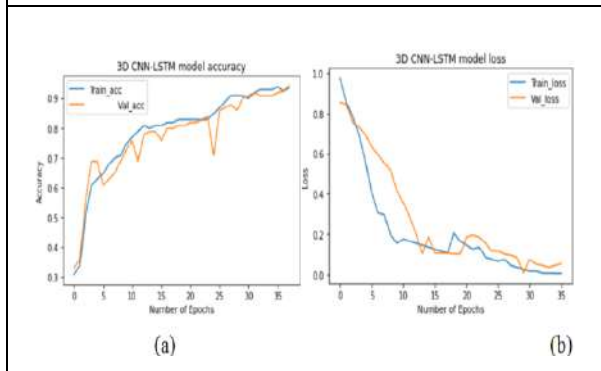 3D CNN-LSTM model accuracy
Train_acc
Val_acc
0.9
0.8
0.7
0.6
0.5
0.4
0.3
Accuracy
0 5 10 15 20 25 30 35
Number of Epochs
(a)
3D CNN-LSTM model loss
Train_loss
Val_loss
1.0
0.8
0.6
0.4
0.2
0.0
Loss
0 5 10 15 20 25 30 35
Number of Epochs
(b)